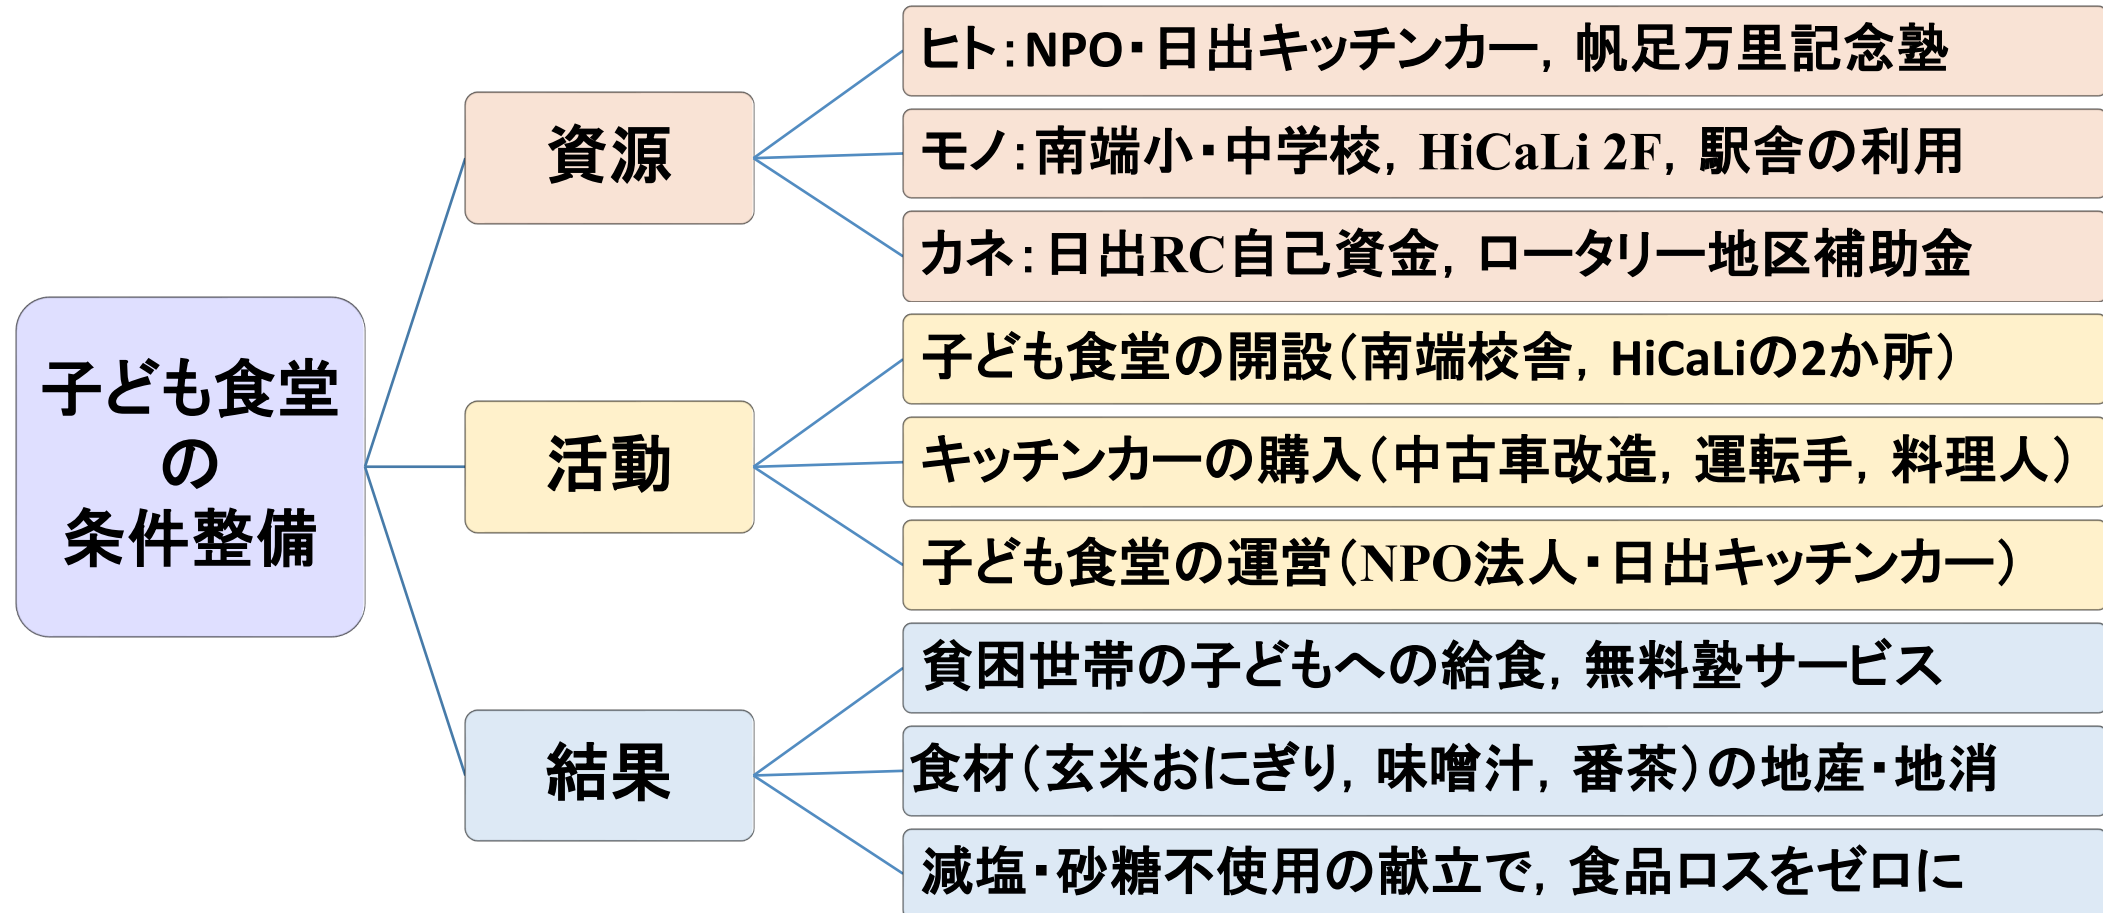 子ども食堂
の
条件整備
資源
ヒト：NPO・日出キッチンカー，帆足万里記念塾
モノ：南端小・中学校，HiCaLi 2F，駅舎の利用
カネ：日出RC自己資金，ロータリー地区補助金
活動
子ども食堂の開設（南端校舎，HiCaLiの2か所）
キッチンカーの購入（中古車改造，運転手，料理人）
子ども食堂の運営（NPO法人・日出キッチンカー）
結果
貧困世帯の子どもへの給食，無料塾サービス
食材（玄米おにぎり，味噌汁，番茶）の地産・地消
減塩・砂糖不使用の献立で，食品ロスをゼロに